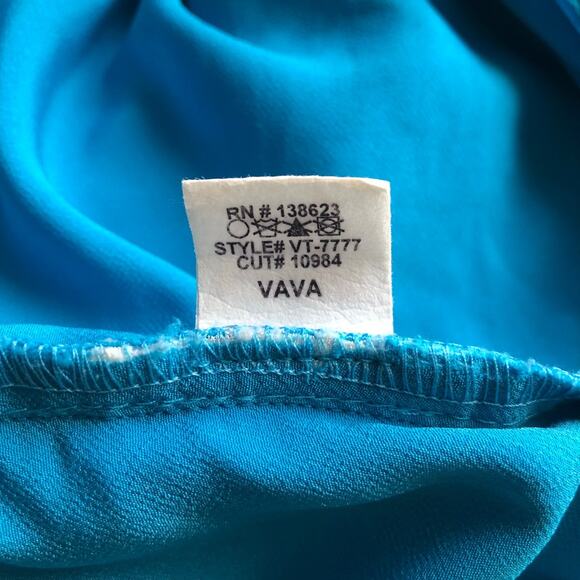 RN # 138623
STYLE# VT-7777
CUT# 10984
VAVA